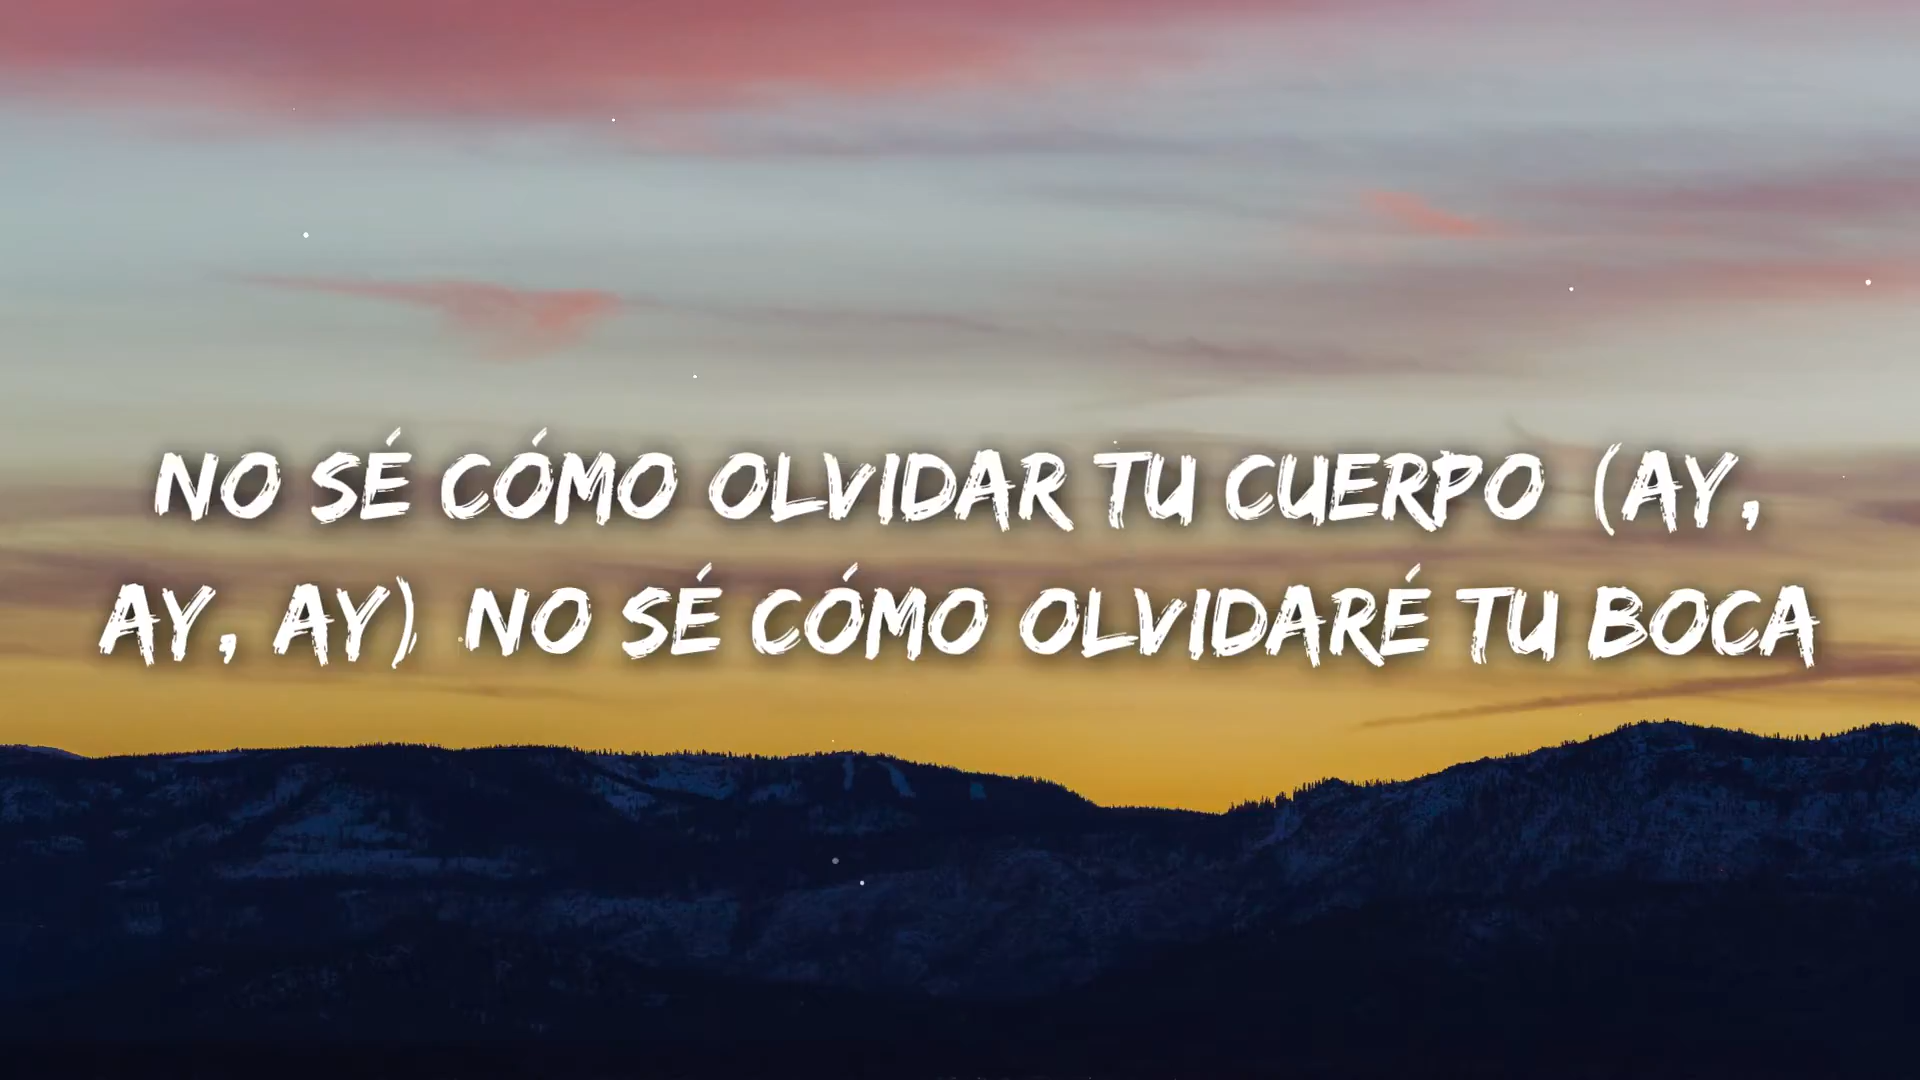 NO SÉ CÓMO OLVIDAR TU CUERPO (AY,
AY, AY) NO SÉ CÓMO OLVIDARÉ TU BOCA